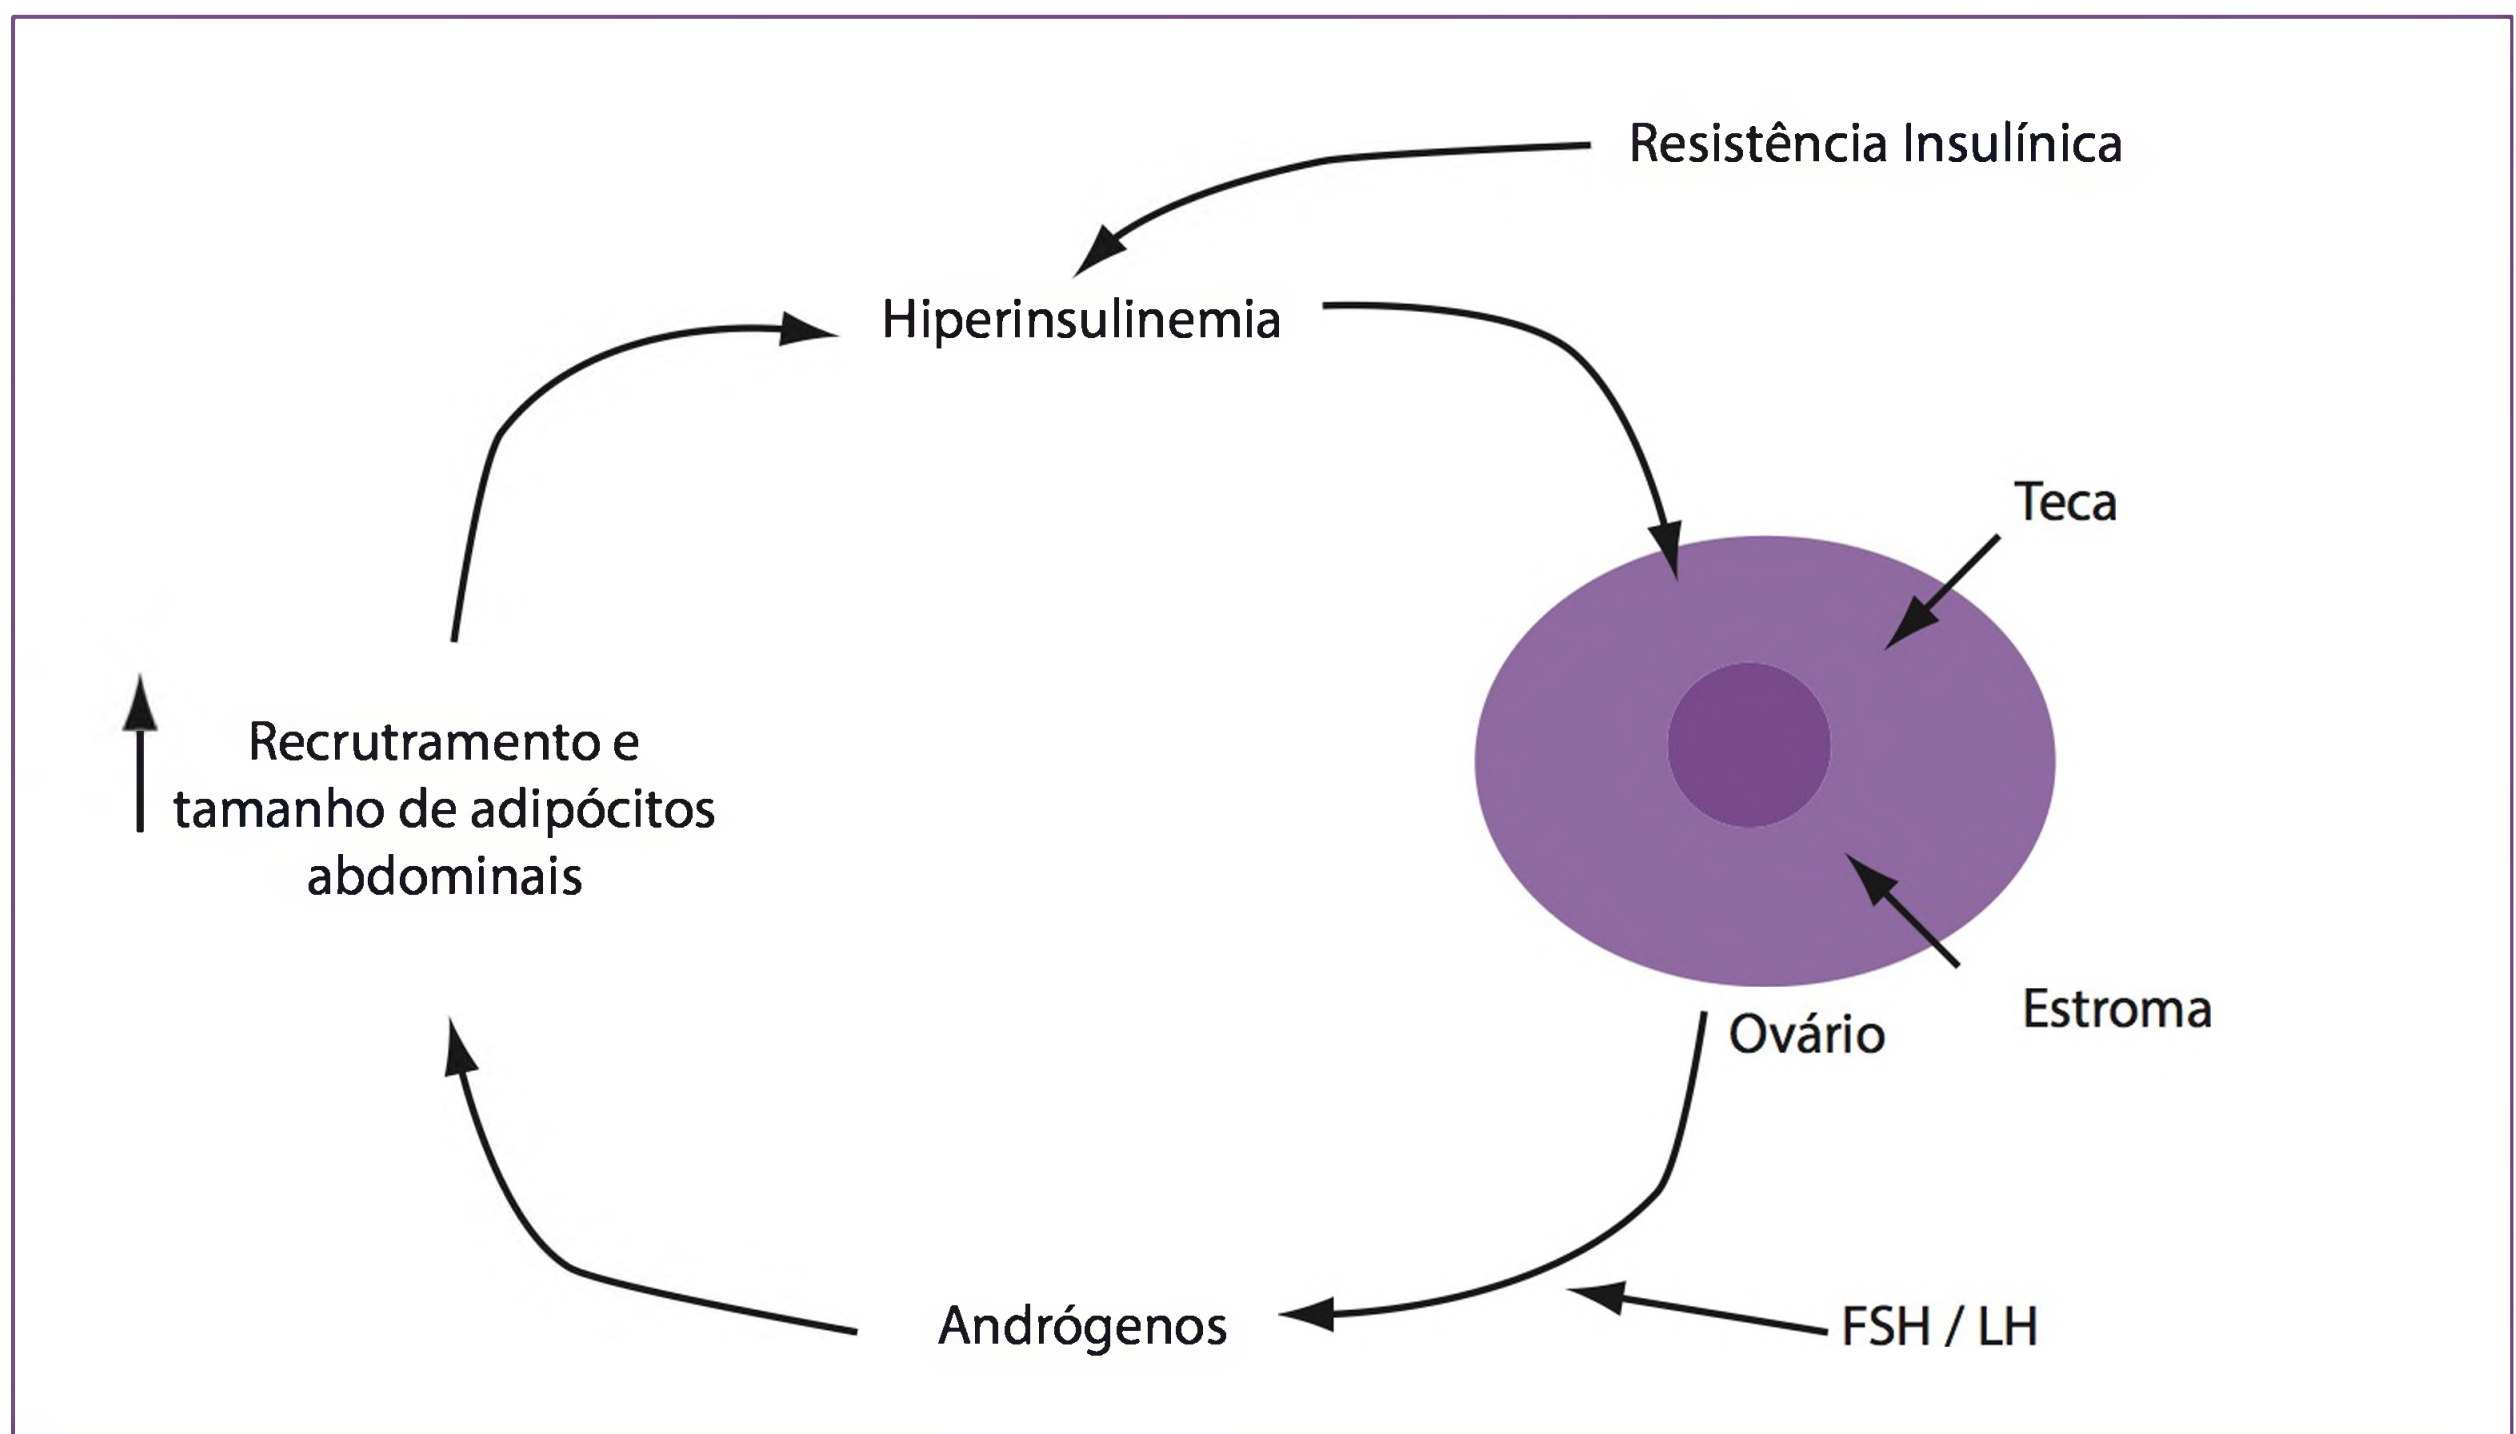 Resistência Insulínica
Hiperinsulinemia
Teca
Recrutramento e
tamanho de adipócitos
abdominais
Estroma
Ovário
Andrógenos
FSH / LH